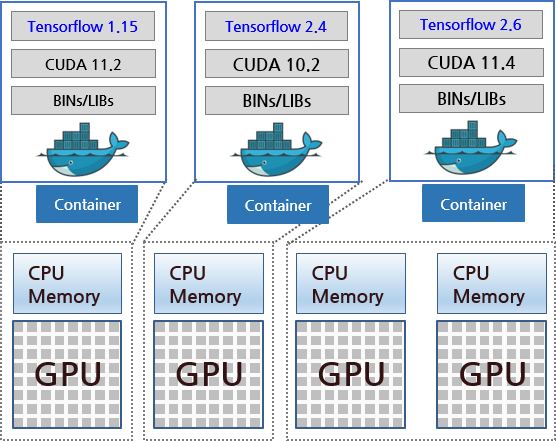 Tensorflow 1.15
CUDA 11.2
BINs/LIBs
Container
Tensorflow 2.4
CUDA 10.2
BINs/LIBs
Container
Tensorflow 2.6
CUDA 11.4
BINs/LIBs
Container
CPU
Memory
GPU
CPU
Memory
GPU
CPU
Memory
GPU
CPU
Memory
GPU